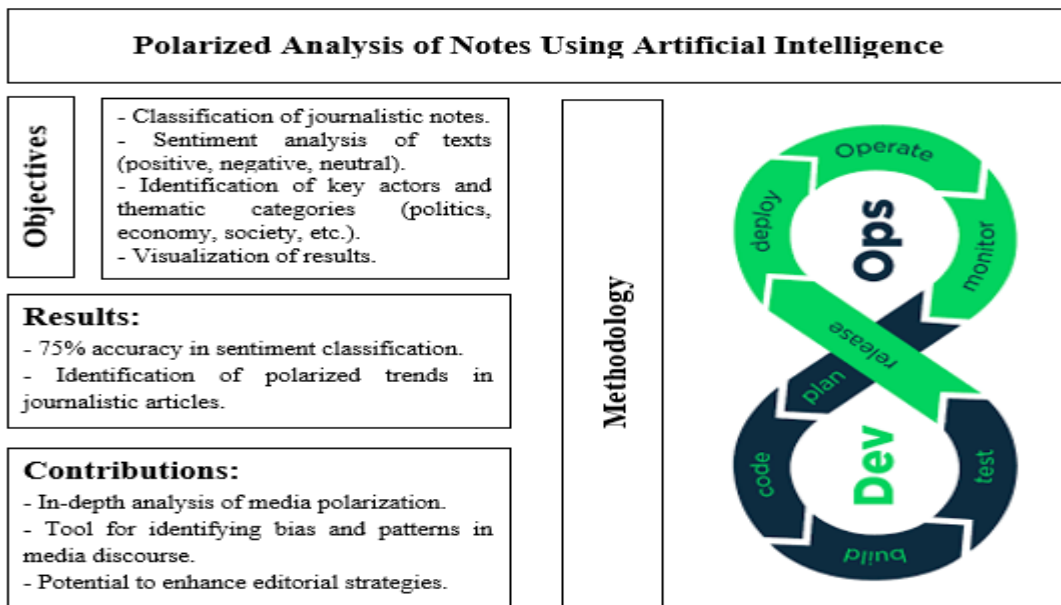 Polarized Analysis of Notes Using Artificial Intelligence
Objectives
- Classification of journalistic notes.
- Sentiment analysis of texts
(positive, negative, neutral).
- Identification of key actors and
thematic categories (politics,
economy, society, etc.).
- Visualization of results.
Results:
- 75% accuracy in sentiment classification.
- Identification of polarized trends in
journalistic articles.
Contributions:
- In-depth analysis of media polarization.
- Tool for identifying bias and patterns in
media discourse.
- Potential to enhance editorial strategies.
Methodology
Operate
deploy
Ops
monitor
release
plan
code
Dev
test
build